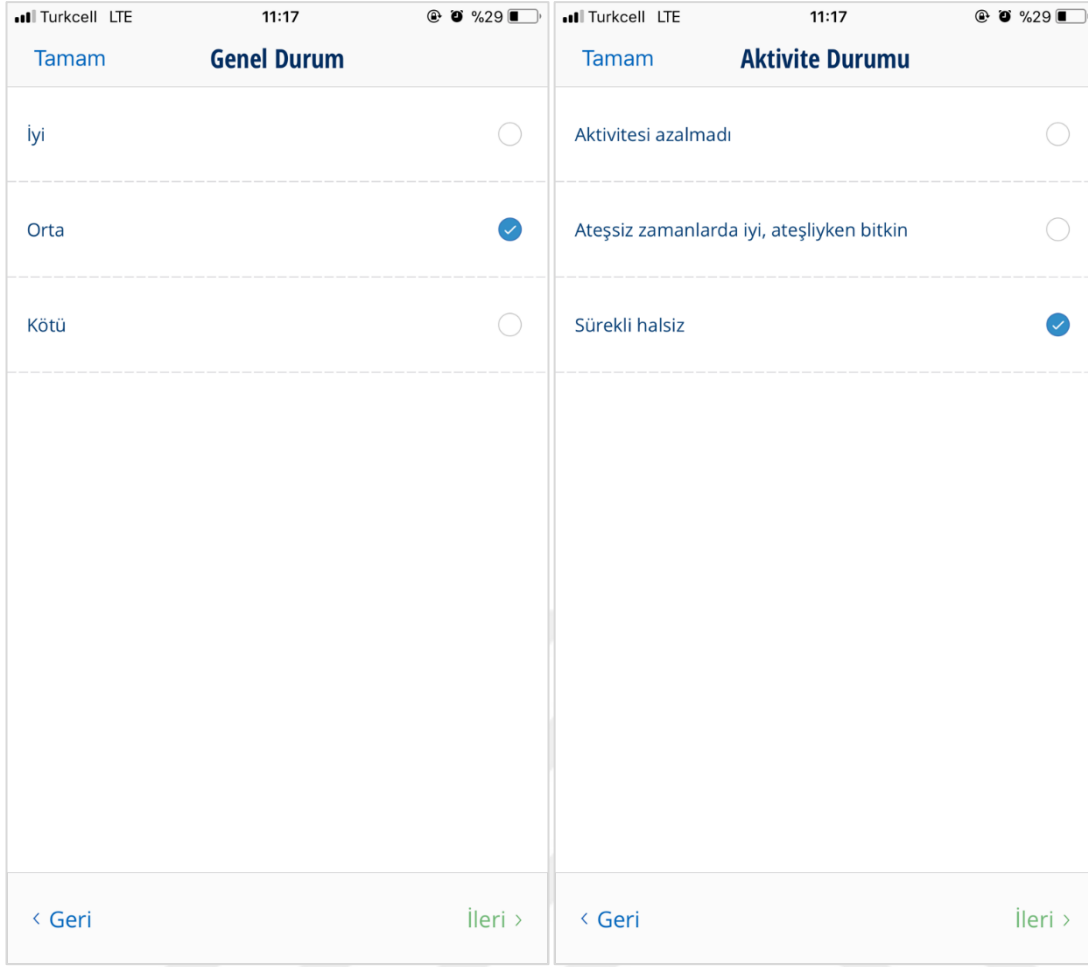 Turkcell LTE 11:17 %29
Tamam Genel Durum
İyi
Orta
Kötü
< Geri İleri >
Turkcell LTE 11:17 %29
Tamam Aktivite Durumu
Aktivitesi azalmadı
Ateşsiz zamanlarda iyi, ateşliyken bitkin
Sürekli halsiz
< Geri İleri >